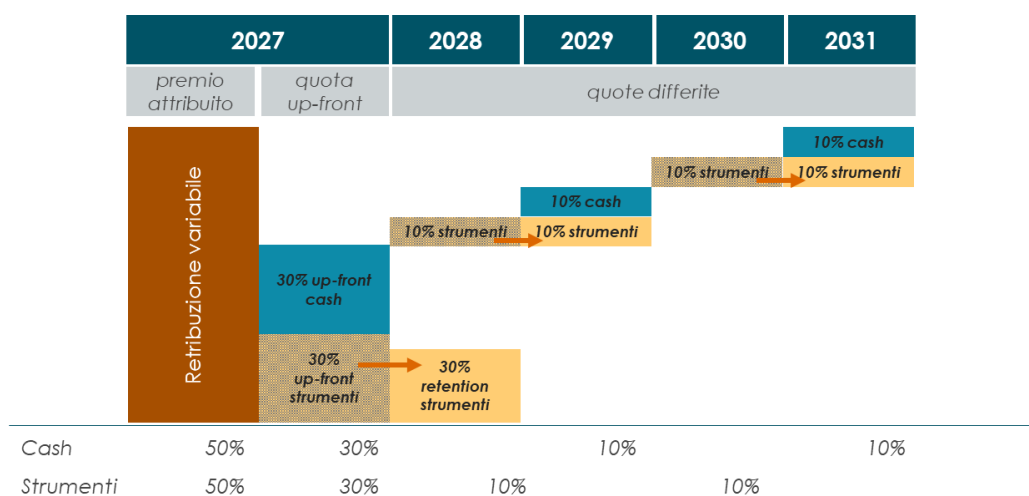 2027 2028 2029 2030 2031
premio attribuito
quota up-front
quote differite
Retribuzione variabile
10% cash
10% strumenti 10% strumenti
10% cash
10% strumenti 10% strumenti
30% up-front
cash
30%
up-front
strumenti
30%
retention
strumenti
Cash 50% 30% 10% 10%
Strumenti 50% 30% 10% 10%